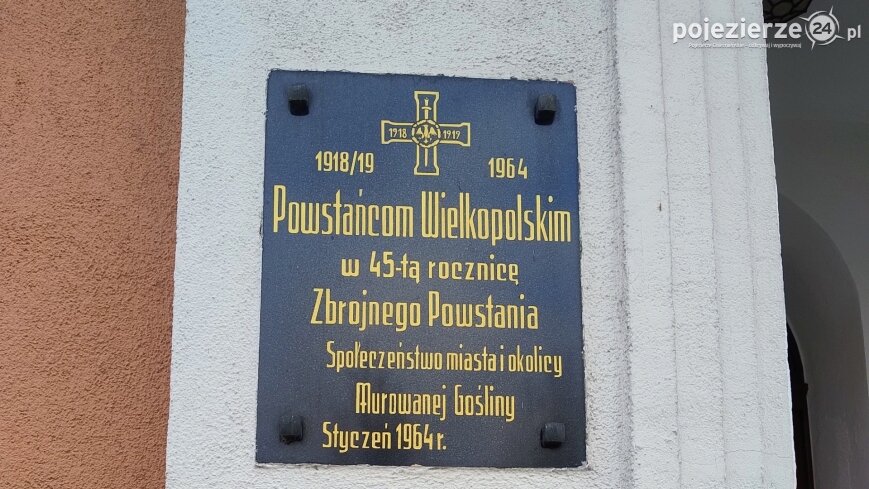 pojezierze24.pl
1918 1919
1918/19 1964
Powstańcom Wielkopolskim
w 45-tą rocznicę
Zbrojnego Powstania
Społeczeństwo miasta i okolicy
Murowanej Gośliny
Styczeń 1964 r.